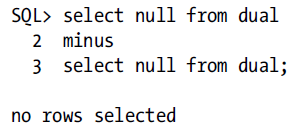 SQL> select null from dual
  2  minus
  3  select null from dual;
no rows selected